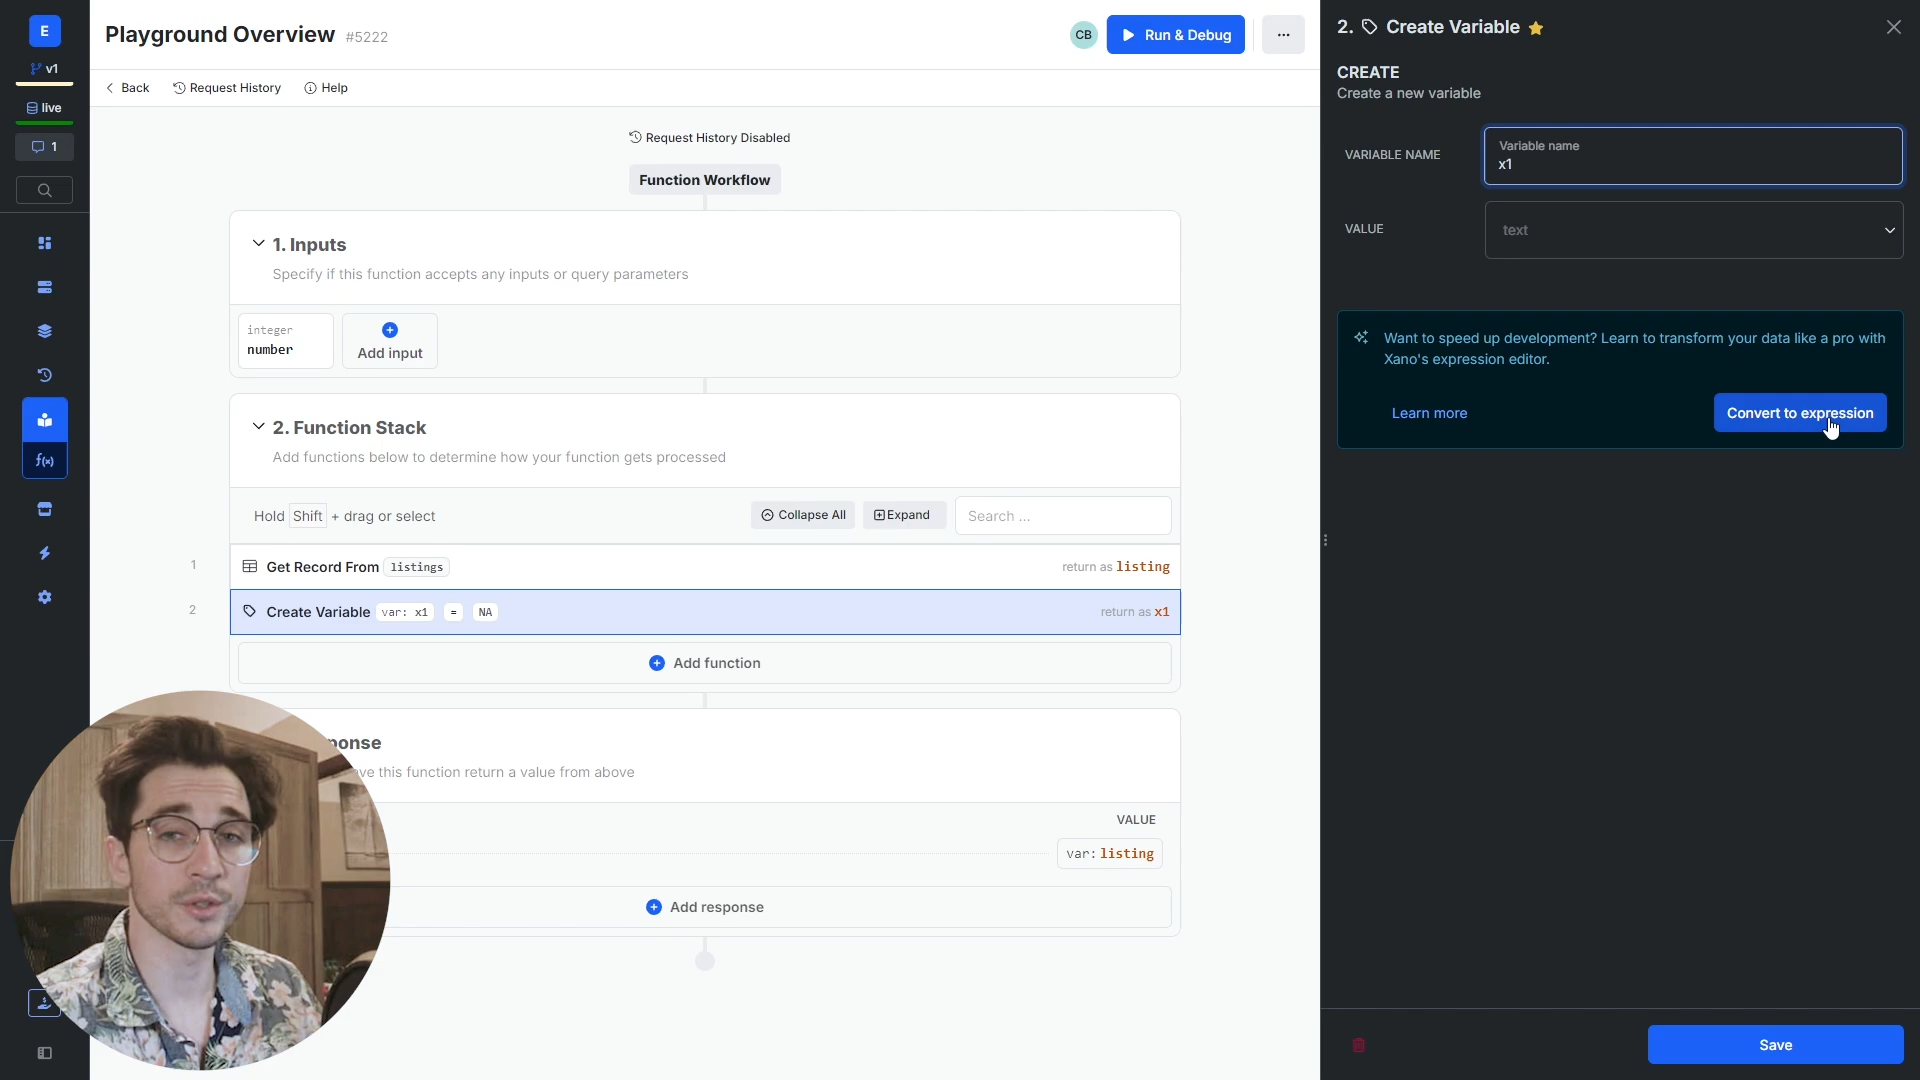 E
v1
live
1
Playground Overview #5222
CB
Run & Debug
...
Back
Request History
Help
Request History Disabled
Function Workflow
1. Inputs
Specify if this function accepts any inputs or query parameters
integer
number
Add input
2. Function Stack
Add functions below to determine how your function gets processed
Hold Shift + drag or select
Collapse All
Expand
Search ...
1
Get Record From listings
return as listing
2
Create Variable var: x1 = NA
return as x1
Add function
ponse
this function return a value from above
VALUE
var: listing
Add response
f(x)
2. Create Variable
CREATE
Create a new variable
VARIABLE NAME
Variable name
x1
VALUE
text
Want to speed up development? Learn to transform your data like a pro with
Xano's expression editor.
Learn more
Convert to expression
Save